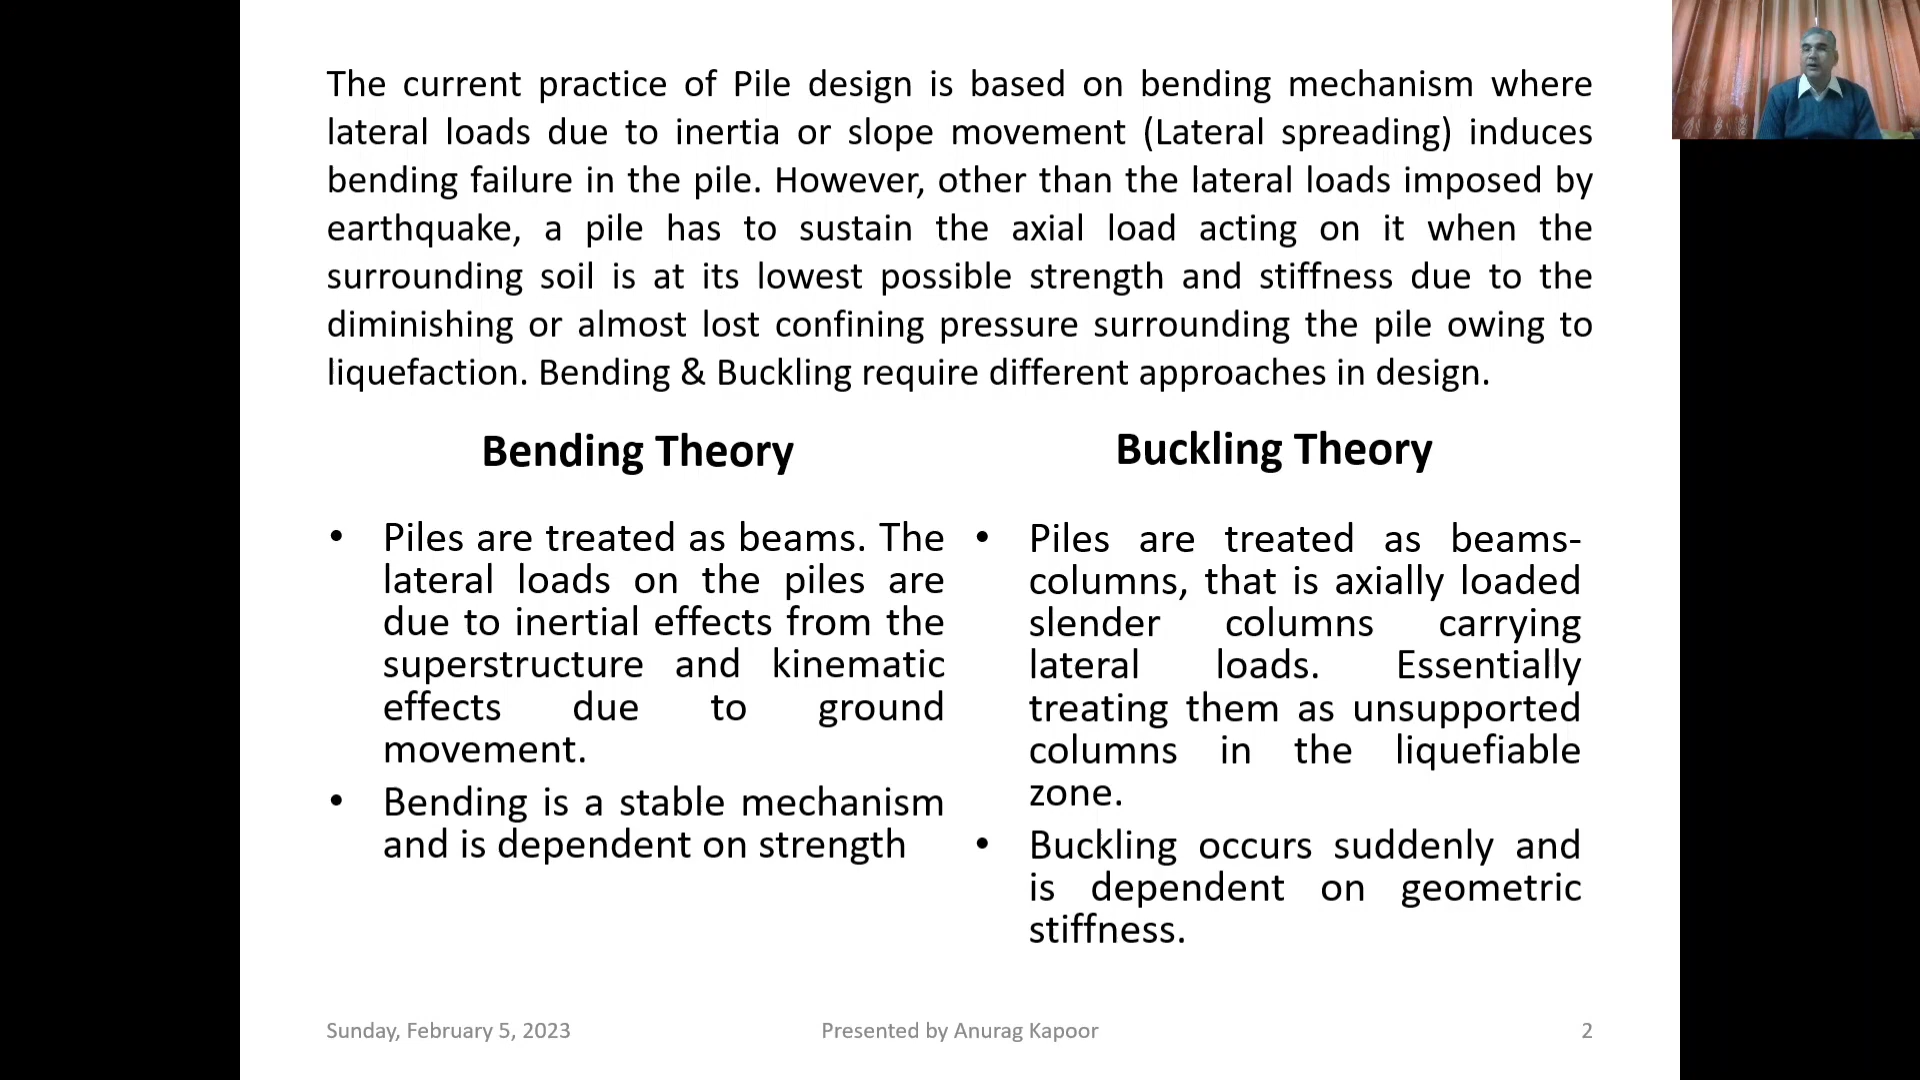 The current practice of Pile design is based on bending mechanism where
lateral loads due to inertia or slope movement (Lateral spreading) induces
bending failure in the pile. However, other than the lateral loads imposed by
earthquake, a pile has to sustain the axial load acting on it when the
surrounding soil is at its lowest possible strength and stiffness due to the
diminishing or almost lost confining pressure surrounding the pile owing to
liquefaction. Bending & Buckling require different approaches in design.
Bending Theory
• Piles are treated as beams. The
lateral loads on the piles are
due to inertial effects from the
superstructure and kinematic
effects due to ground
movement.
• Bending is a stable mechanism
and is dependent on strength
Buckling Theory
• Piles are treated as beams-
columns, that is axially loaded
slender columns carrying
lateral loads. Essentially
treating them as unsupported
columns in the liquefiable
zone.
• Buckling occurs suddenly and
is dependent on geometric
stiffness.
Sunday, February 5, 2023
Presented by Anurag Kapoor
2